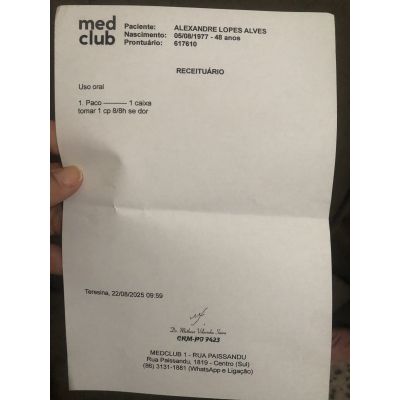 med
club
Paciente: ALEXANDRE LOPES ALVES
Nascimento: 05/08/1977 - 48 anos
Prontuário: 617610
RECEITUÁRIO
Uso oral
1. Paco ----------- 1 caixa
tomar 1 cp 8/8h se dor
Teresina, 22/08/2025 09:59
Dr. Matheus
CRM-PI 7423
MEDCLUB 1 - RUA PAISSANDU
Rua Paissandu, 1819 - Centro (Sul)
(86) 3131-1881 (WhatsApp e Ligação)